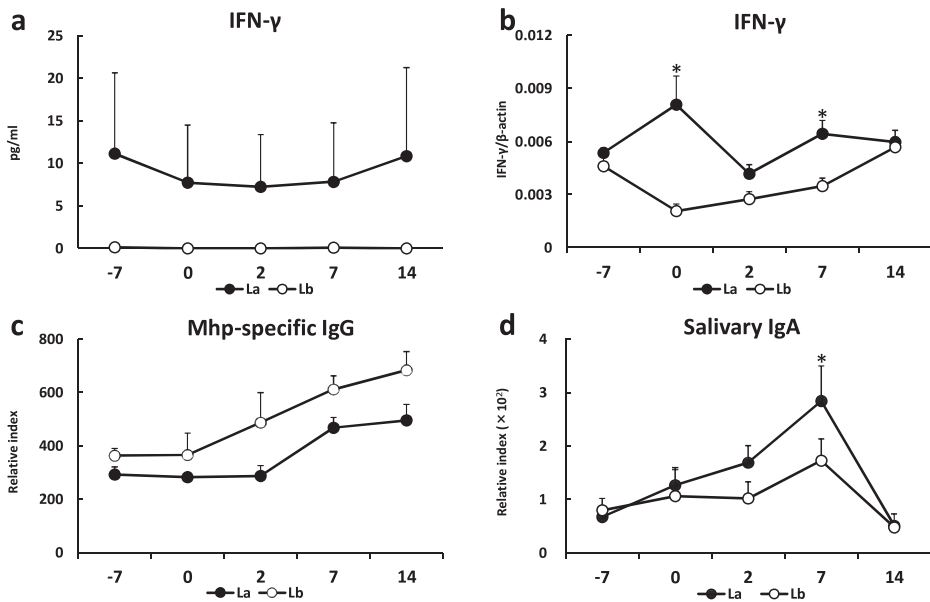 a
IFN-γ
25
20
15
10
5
0
pg/ml
-7 0 2 7 14
La Lb
b
IFN-γ
0.012
0.009
0.006
0.003
0
IFN-γ/β-actin
*
*
-7 0 2 7 14
La Lb
c
Mhp-specific IgG
800
600
400
200
0
Relative index
-7 0 2 7 14
La Lb
d
Salivary IgA
4
3
2
1
0
Relative index (×10²)
*
-7 0 2 7 14
La Lb